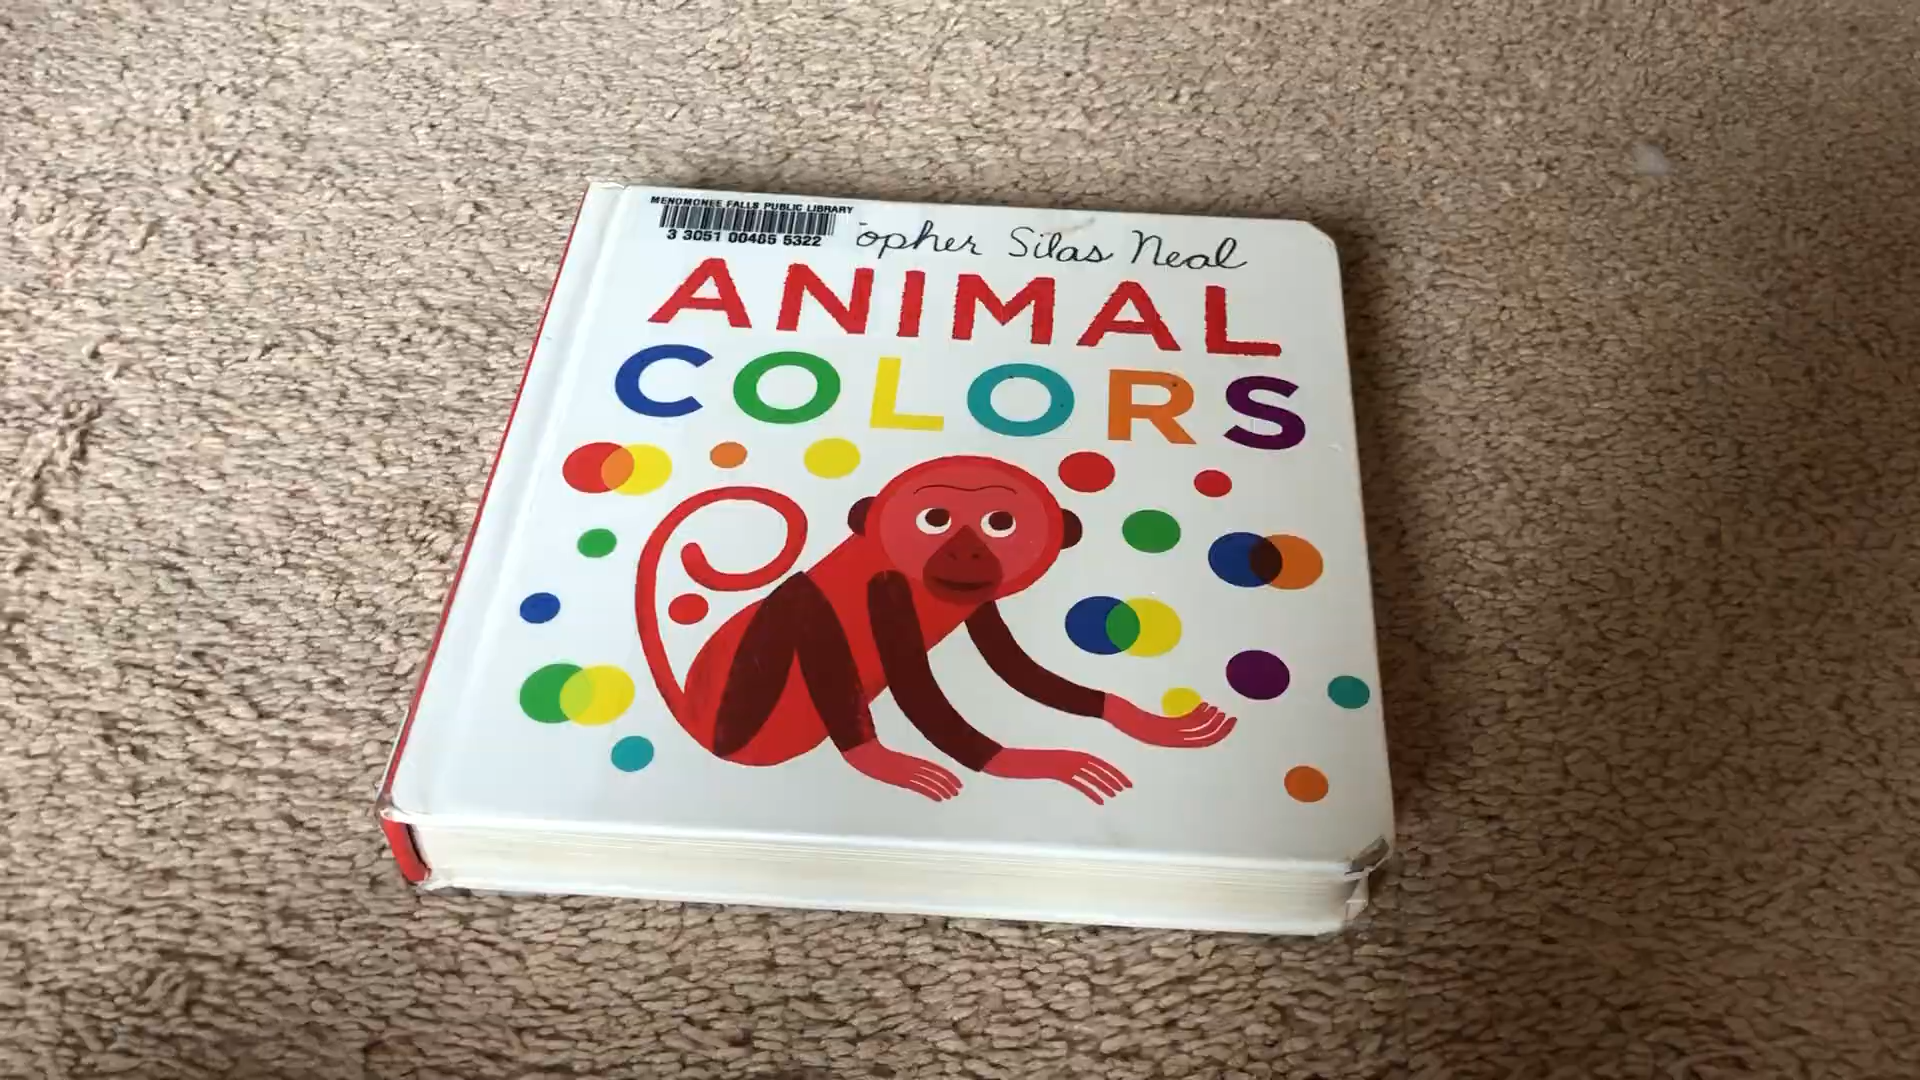 MENOMONEE FALLS PUBLIC LIBRARY
3 3051 00485 5322
opher Silas Neal
ANIMAL
COLORS